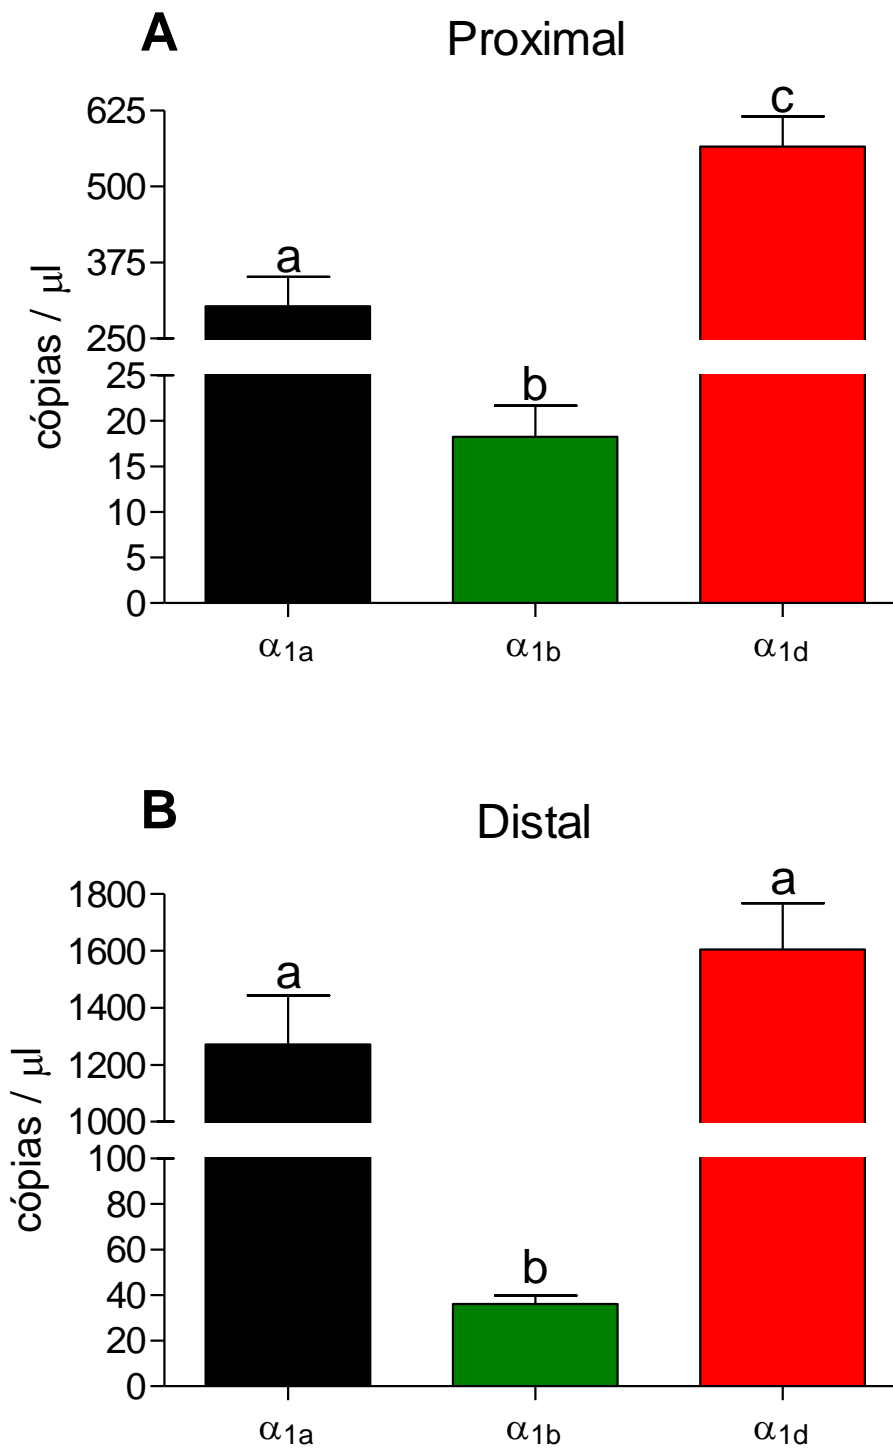 A
Proximal
cópias / µl
625
500
375
250
25
20
15
10
5
0
a
b
c
α1a
α1b
α1d
B
Distal
cópias / µl
1800
1600
1400
1200
1000
100
80
60
40
20
0
a
b
a
α1a
α1b
α1d